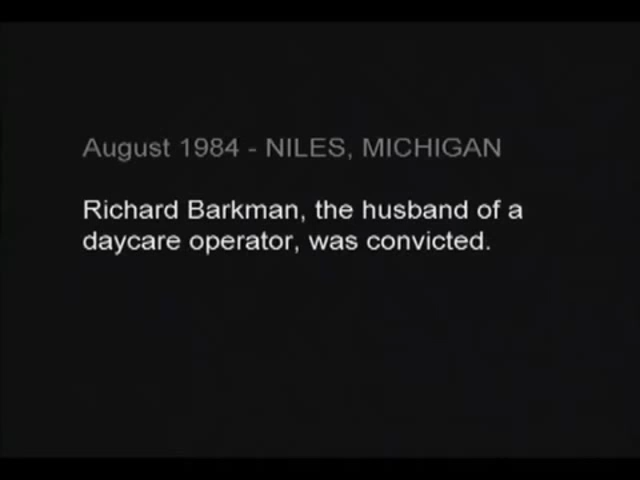 August 1984 - NILES, MICHIGAN
Richard Barkman, the husband of a
daycare operator, was convicted.